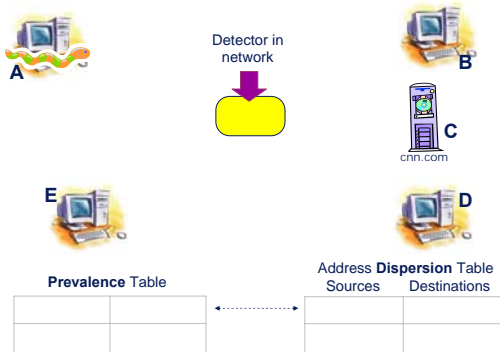 A
Detector in
network
B
C
cnn.com
E
D
Prevalence Table
Address Dispersion Table
Sources Destinations